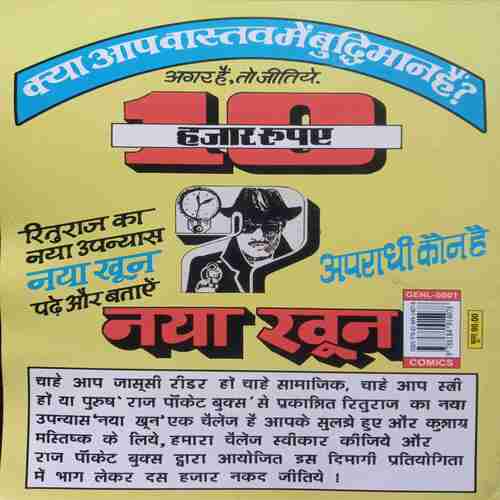 क्या आप वास्तव में बुद्धिमान हैं?
अगर हैं, तो जीतिये.
10
हजार रूपए
रितुराज का
नया उपन्यास
नया खून
पढ़े और बताऐं
अपराधी कौन है
GENL-0001
COMICS
मूल्य 90.00
नया खून
चाहे आप जासूसी रीडर हों चाहे सामाजिक, चाहे आप स्त्री
हों या पुरुष 'राज पॉकेट बुक्स' से प्रकाशित रितुराज का नया
उपन्यास 'नया खून' एक चैलेंज है आपके सुलझे हुए और कुशाग्र
मस्तिष्क के लिये, हमारा चैलेंज स्वीकार कीजिये और
राज पॉकेट बुक्स द्वारा आयोजित इस दिमागी प्रतियोगिता
में भाग लेकर दस हजार नकद जीतिये !